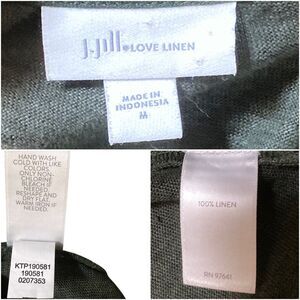 J.Jill LOVE LINEN
MADE IN
INDONESIA
M
HAND WASH
COLD WITH LIKE
COLORS.
ONLY NON-
CHLORINE
BLEACH IF
NEEDED.
RESHAPE AND
DRY FLAT.
WARM IRON IF
NEEDED.
KTP190581
190581
0207353
100% LINEN
RN 97641